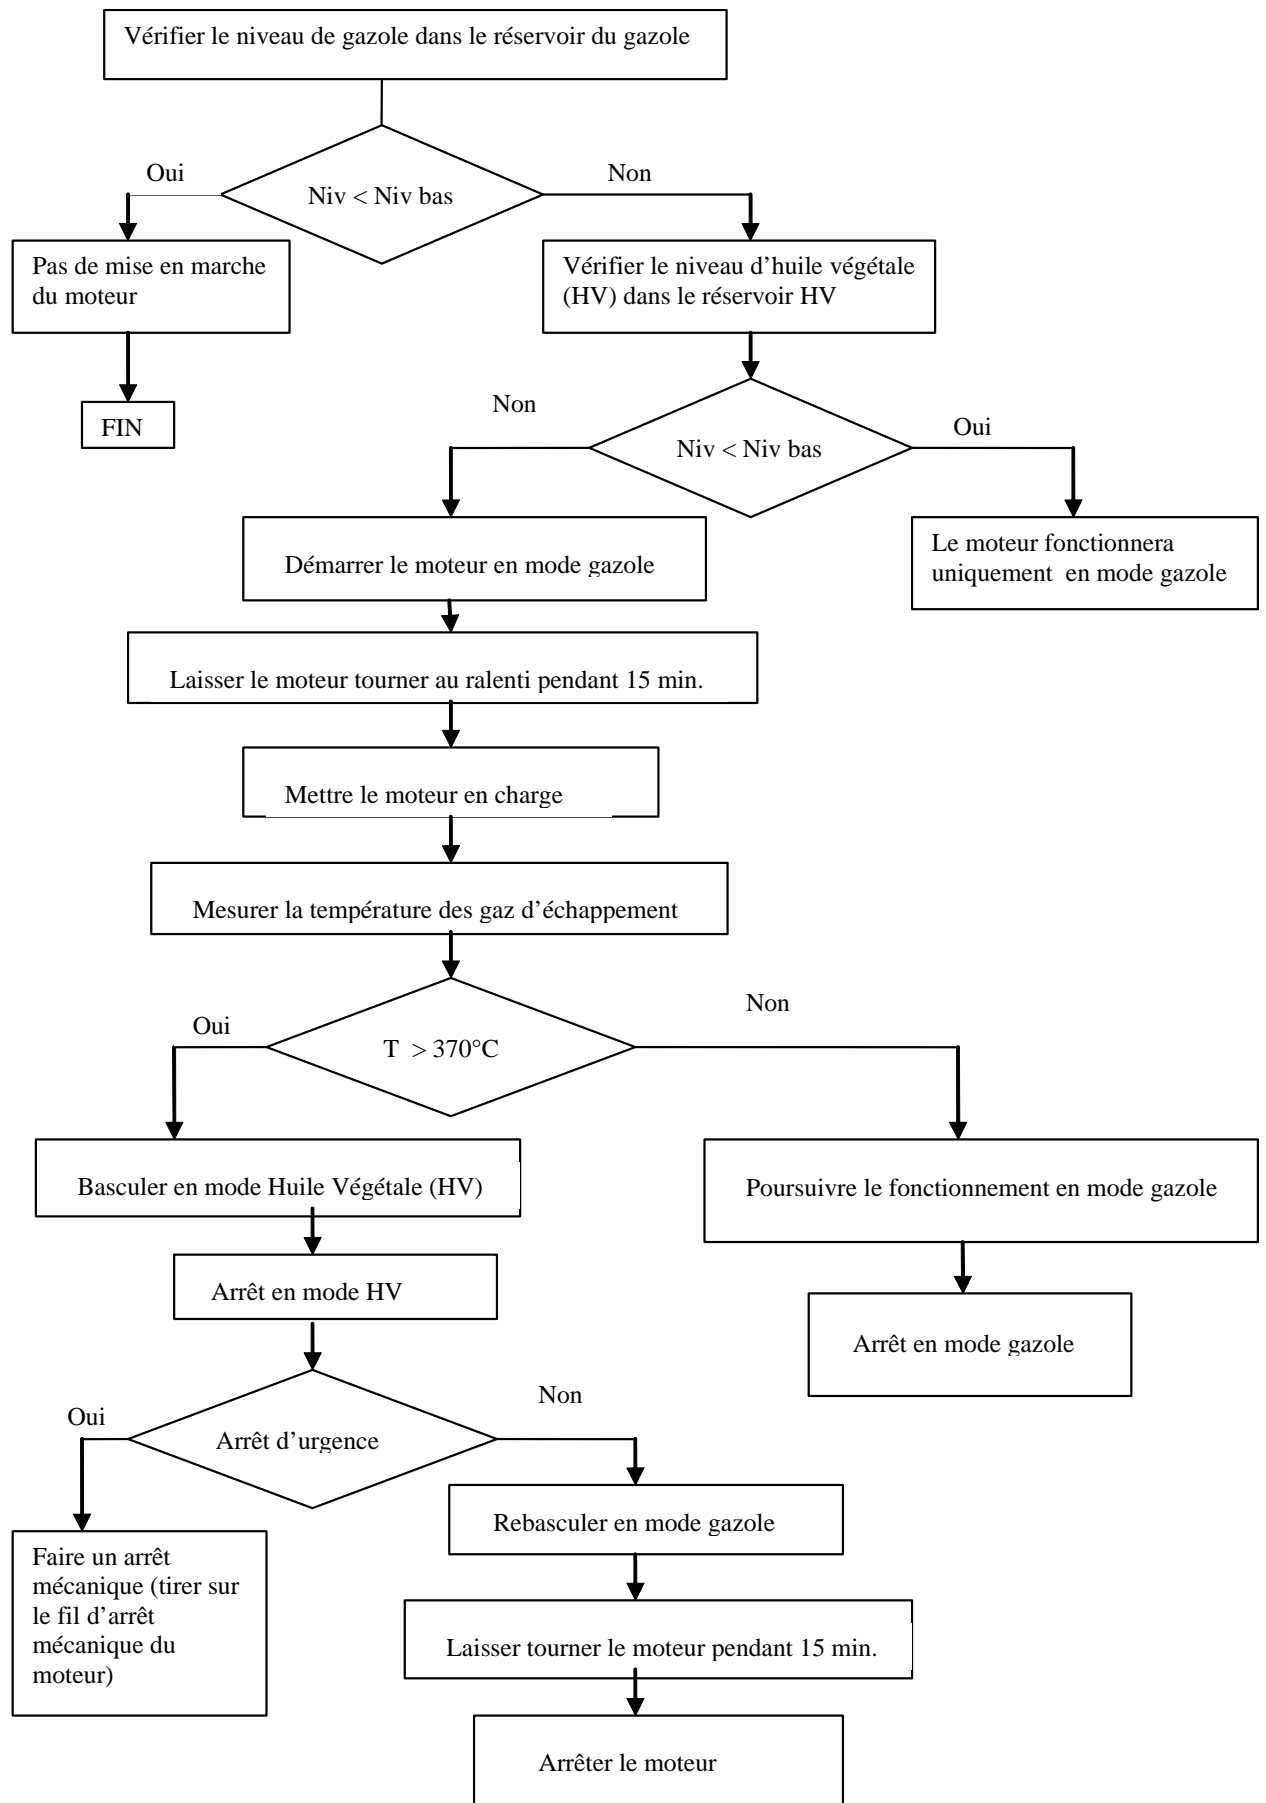 Vérifier le niveau de gazole dans le réservoir du gazole
Oui
Non
Niv < Niv bas
Pas de mise en marche
du moteur
Vérifier le niveau d’huile végétale
(HV) dans le réservoir HV
FIN
Non
Oui
Niv < Niv bas
Démarrer le moteur en mode gazole
Le moteur fonctionnera
uniquement en mode gazole
Laisser le moteur tourner au ralenti pendant 15 min.
Mettre le moteur en charge
Mesurer la température des gaz d’échappement
Oui
Non
T > 370°C
Basculer en mode Huile Végétale (HV)
Poursuivre le fonctionnement en mode gazole
Arrêt en mode HV
Arrêt en mode gazole
Oui
Non
Arrêt d’urgence
Rebasculer en mode gazole
Faire un arrêt
mécanique (tirer sur
le fil d’arrêt
mécanique du
moteur)
Laisser tourner le moteur pendant 15 min.
Arrêter le moteur